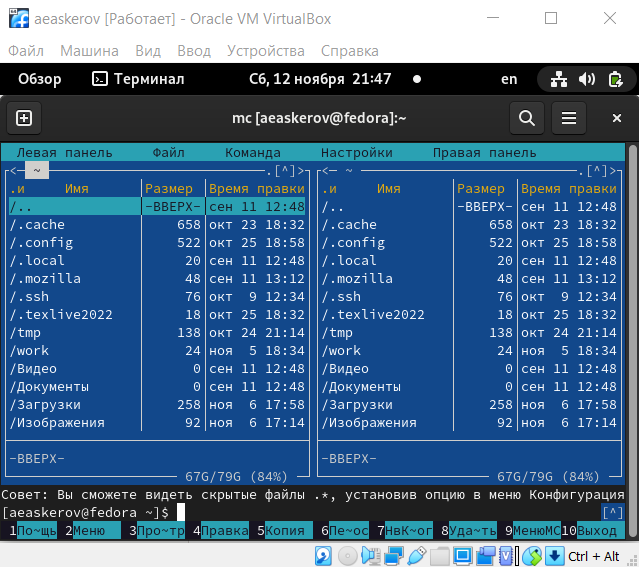 aeaskerov [Работает] - Oracle VM VirtualBox
Файл Машина Вид Ввод Устройства Справка
Обзор Терминал Сб, 12 ноября 21:47 en
mc [aeaskerov@fedora]:~
Левая панель Файл Команда Настройки Правая панель
<─ ~ ─.[^]> <─ ~ ─.[^]>
.и Имя Размер Время правки .и Имя Размер Время правки
/.. -ВВЕРХ- сен 11 12:48 /.. -ВВЕРХ- сен 11 12:48
/.cache 658 окт 23 18:32 /.cache 658 окт 23 18:32
/.config 522 окт 25 18:58 /.config 522 окт 25 18:58
/.local 20 сен 11 12:48 /.local 20 сен 11 12:48
/.mozilla 48 сен 11 13:12 /.mozilla 48 сен 11 13:12
/.ssh 76 окт 9 12:34 /.ssh 76 окт 9 12:34
/.texlive2022 18 окт 25 18:32 /.texlive2022 18 окт 25 18:32
/tmp 138 окт 24 21:14 /tmp 138 окт 24 21:14
/work 24 ноя 5 18:34 /work 24 ноя 5 18:34
/Видео 0 сен 11 12:48 /Видео 0 сен 11 12:48
/Документы 0 сен 11 12:48 /Документы 0 сен 11 12:48
/Загрузки 258 ноя 6 17:58 /Загрузки 258 ноя 6 17:58
/Изображения 92 ноя 6 17:14 /Изображения 92 ноя 6 17:14
-ВВЕРХ- -ВВЕРХ-
67G/79G (84%) 67G/79G (84%)
Совет: Вы сможете видеть скрытые файлы .*, установив опцию в меню Конфигурация
[aeaskerov@fedora ~]$ [^]
1По~щь 2Меню 3Про~тр 4Правка 5Копия 6Пе~ос 7НвК~ог 8Уда~ть 9МенюMC10Выход
Ctrl + Alt